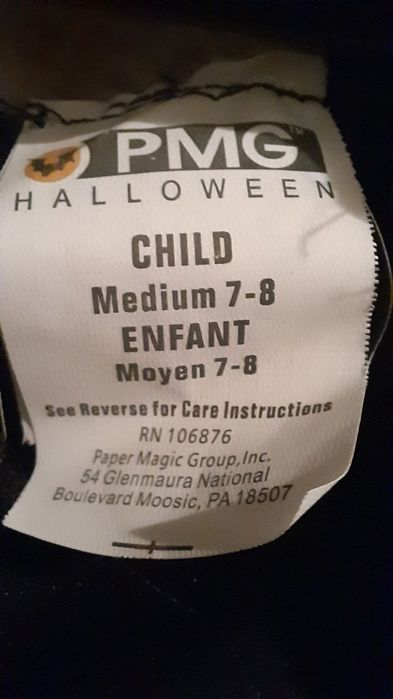 PMG™
HALLOWEEN
CHILD
Medium 7-8
ENFANT
Moyen 7-8
See Reverse for Care Instructions
RN 106876
Paper Magic Group, Inc.
54 Glenmaura National
Boulevard Moosic, PA 18507